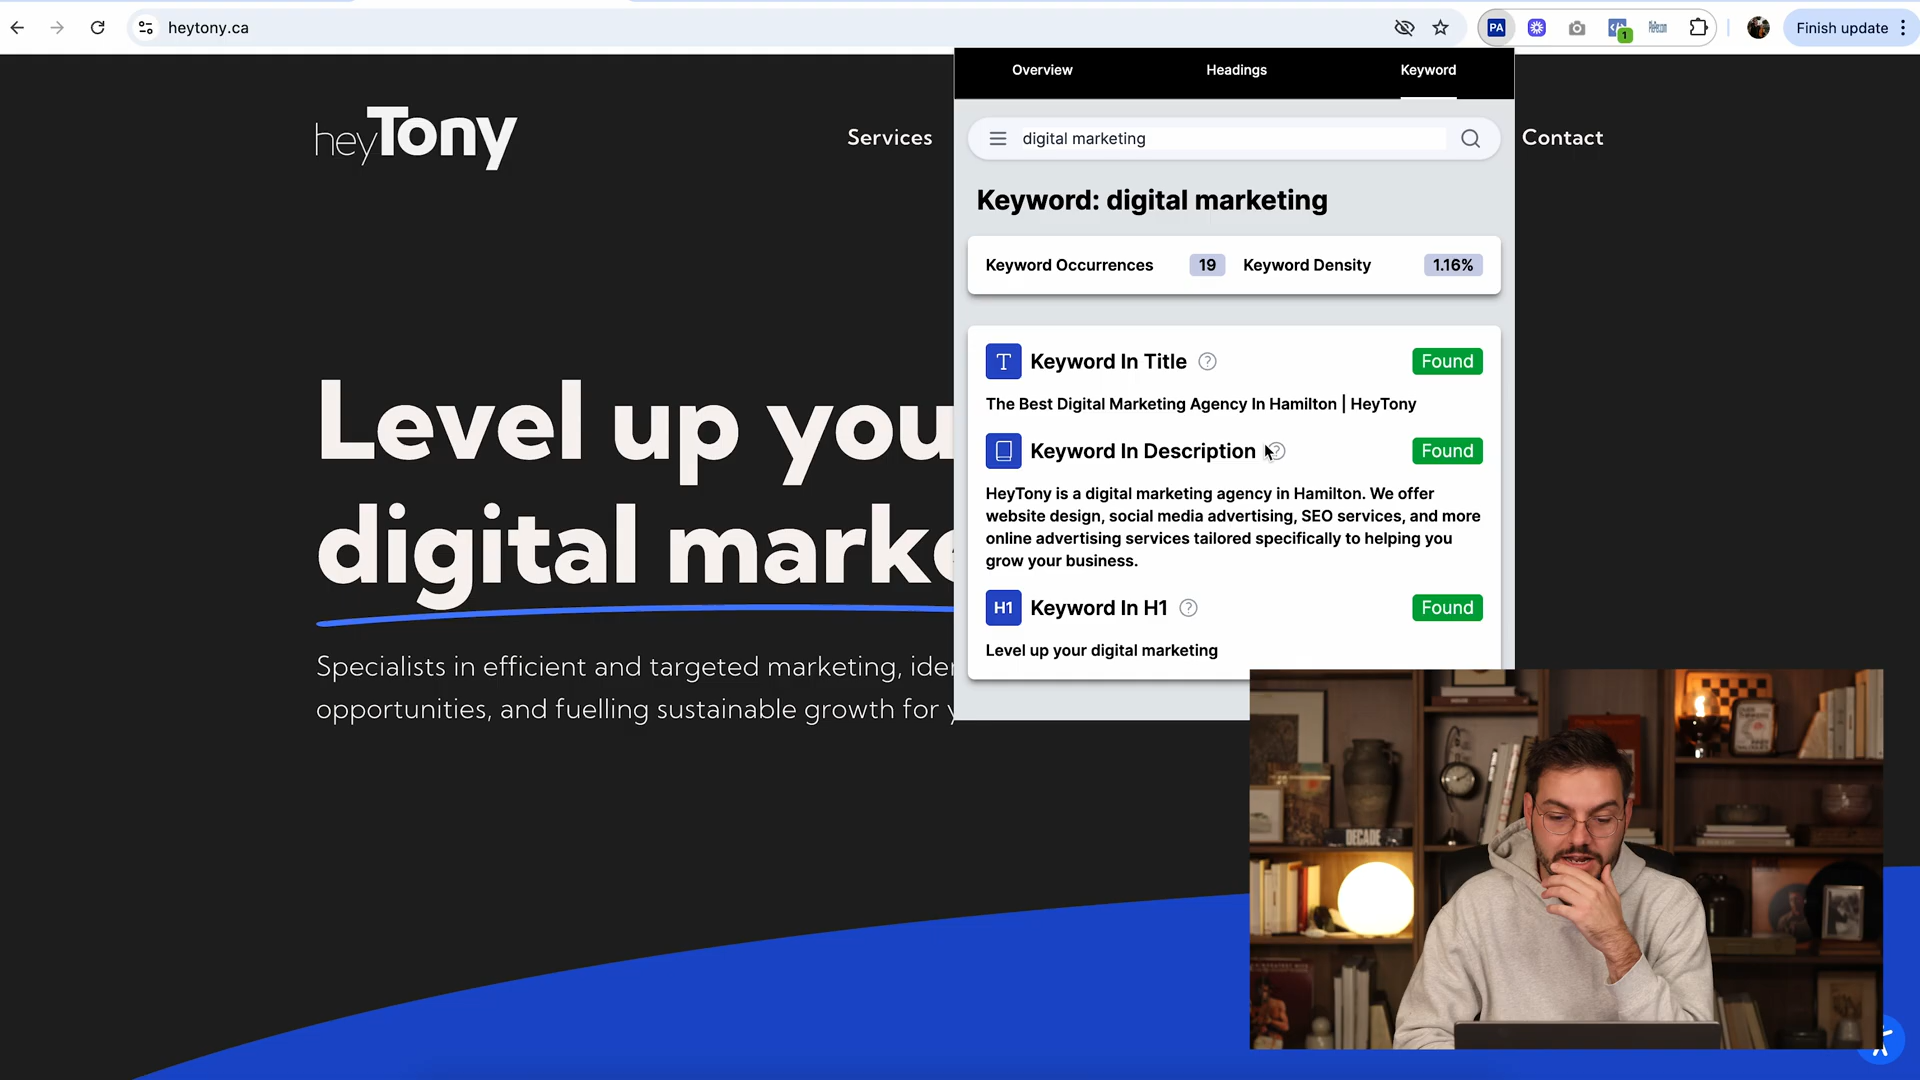 heytony.ca
PA
1
Finish update
heyTony
Services
Contact
Overview
Headings
Keyword
digital marketing
Keyword: digital marketing
Keyword Occurrences 19 Keyword Density 1.16%
T Keyword In Title ? Found
The Best Digital Marketing Agency In Hamilton | HeyTony
Keyword In Description ? Found
HeyTony is a digital marketing agency in Hamilton. We offer
website design, social media advertising, SEO services, and more
online advertising services tailored specifically to helping you
grow your business.
H1 Keyword In H1 ? Found
Level up your digital marketing
Level up you
digital marke
Specialists in efficient and targeted marketing, ide
opportunities, and fuelling sustainable growth for
DECADE